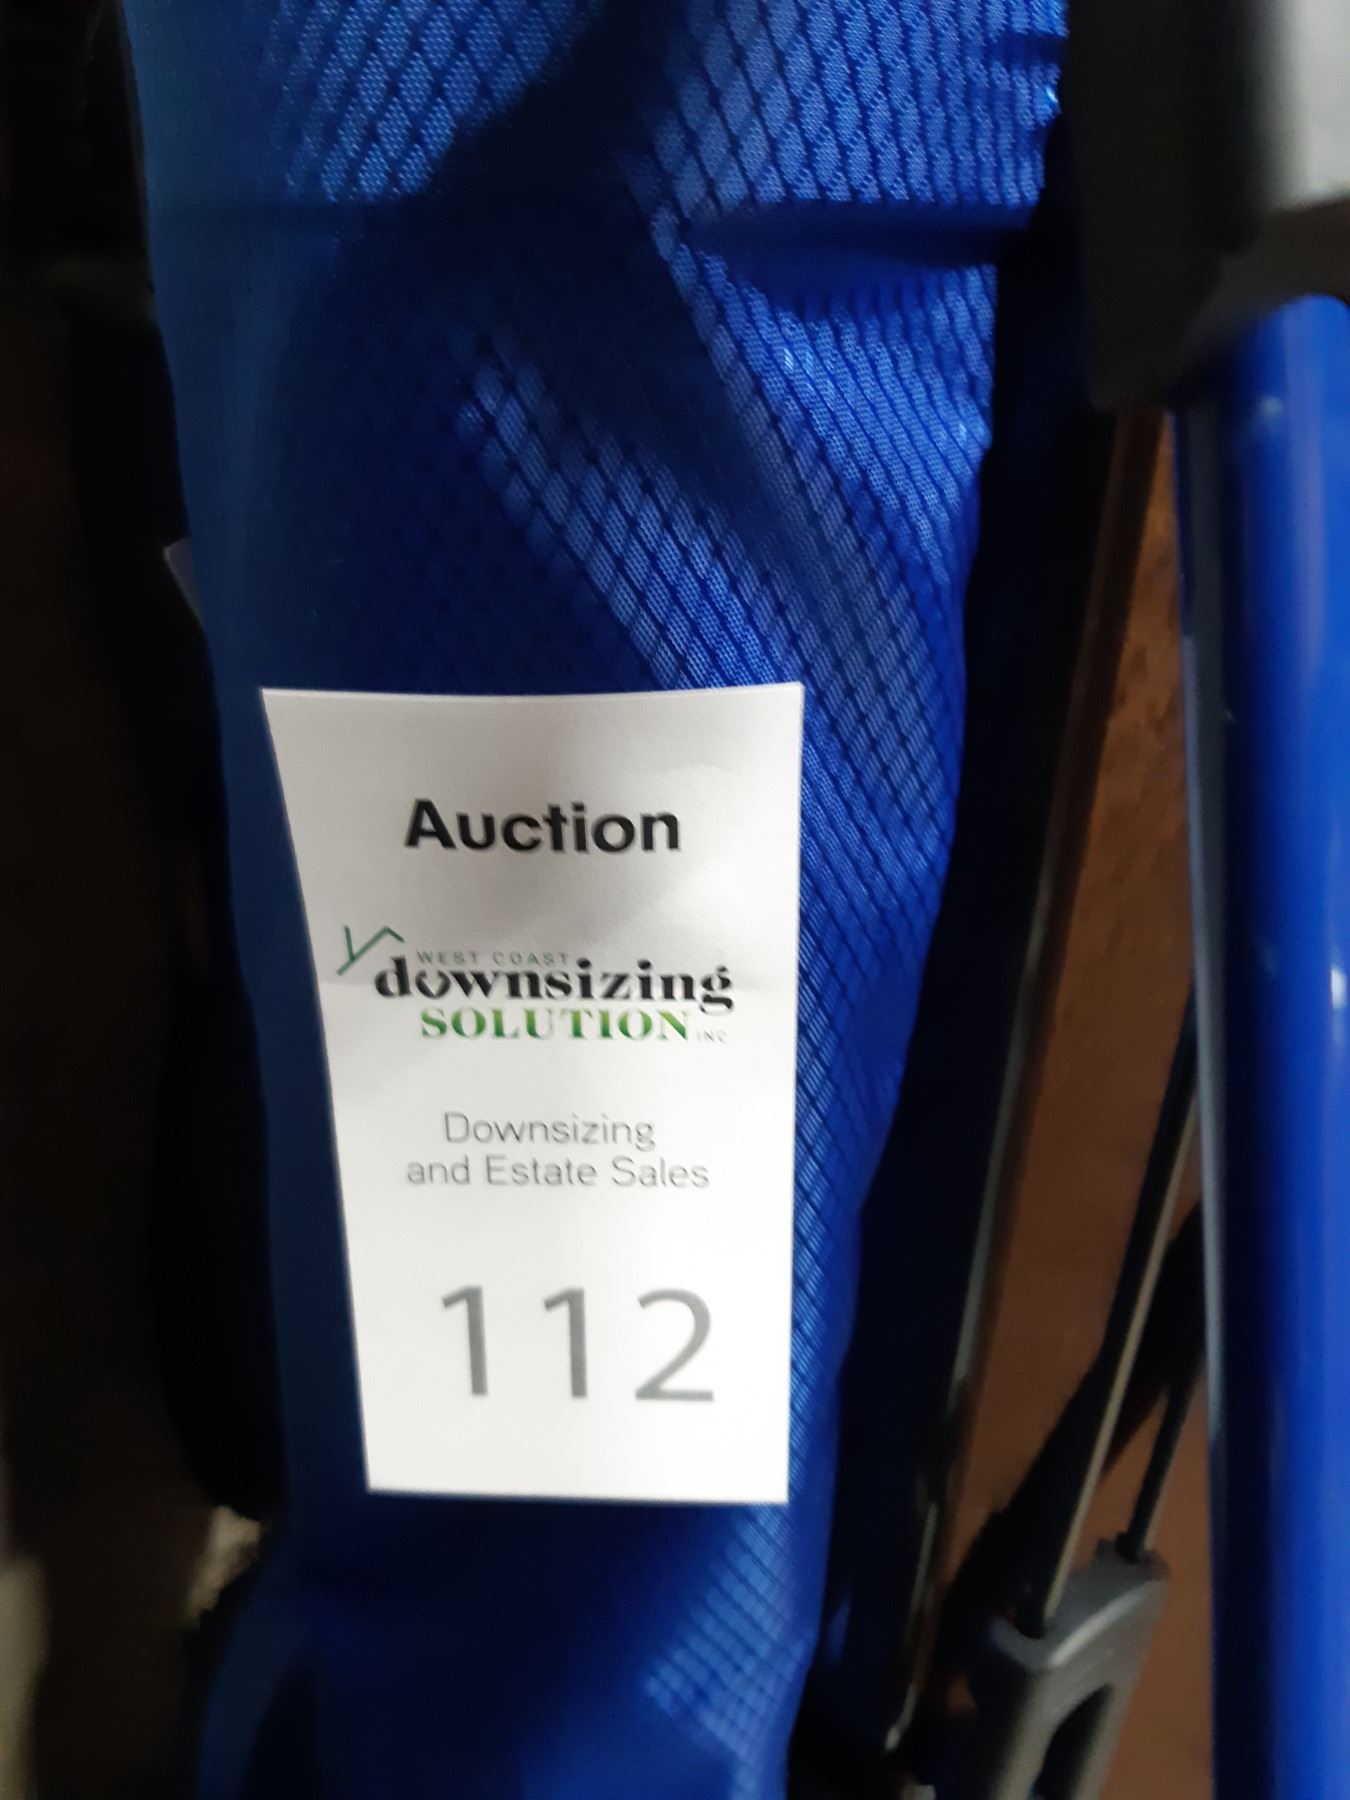 Auction
WEST COAST
downsizing
SOLUTION INC
Downsizing
and Estate Sales
112